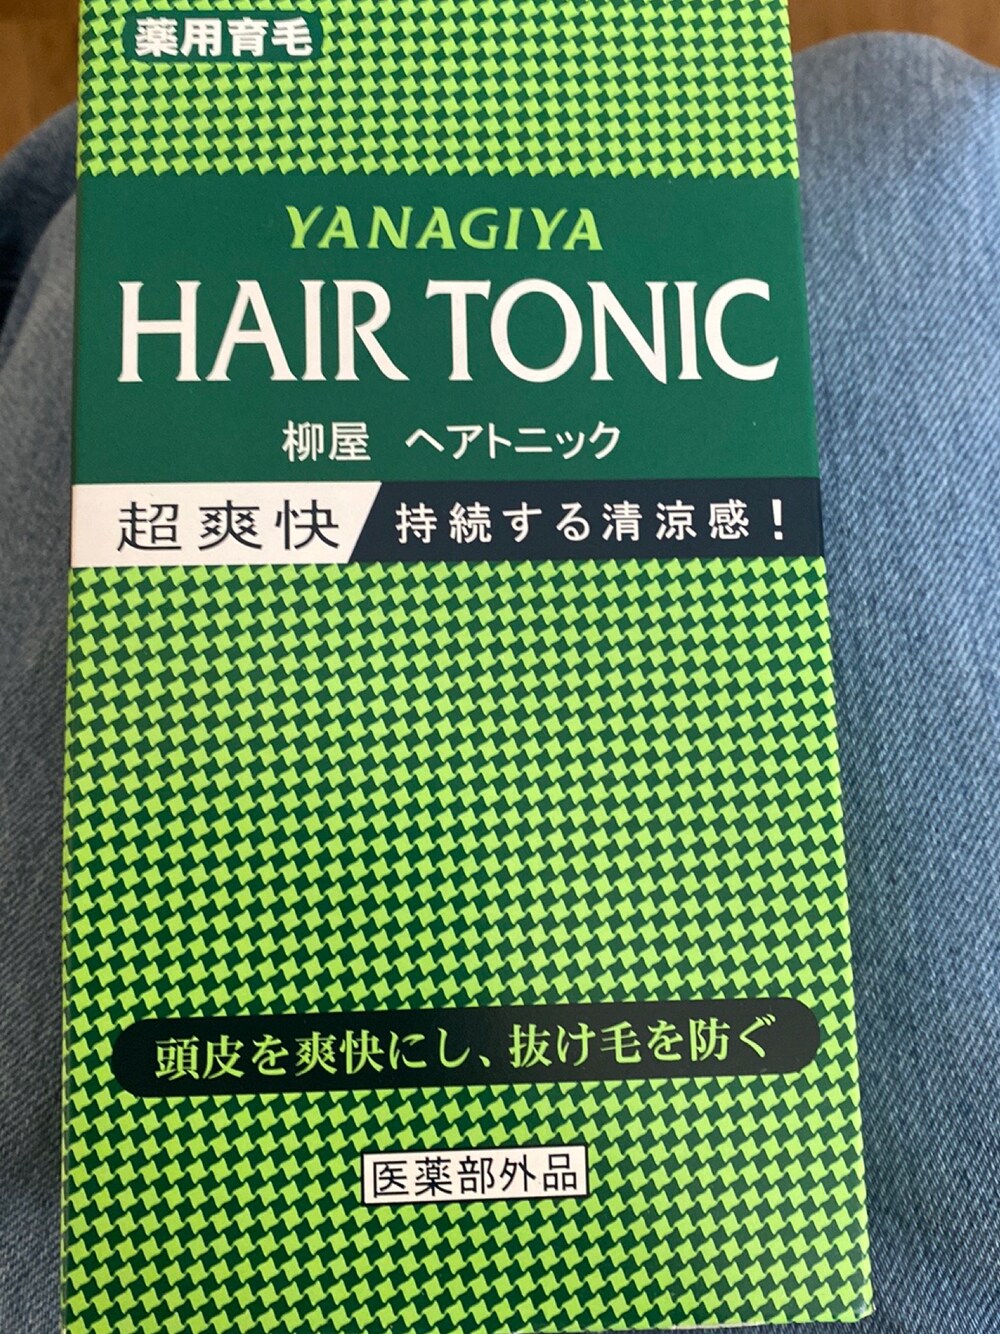 薬用育毛
YANAGIYA
HAIR TONIC
柳屋 ヘアトニック
超爽快 持続する清涼感！
頭皮を爽快にし、抜け毛を防ぐ
医薬部外品